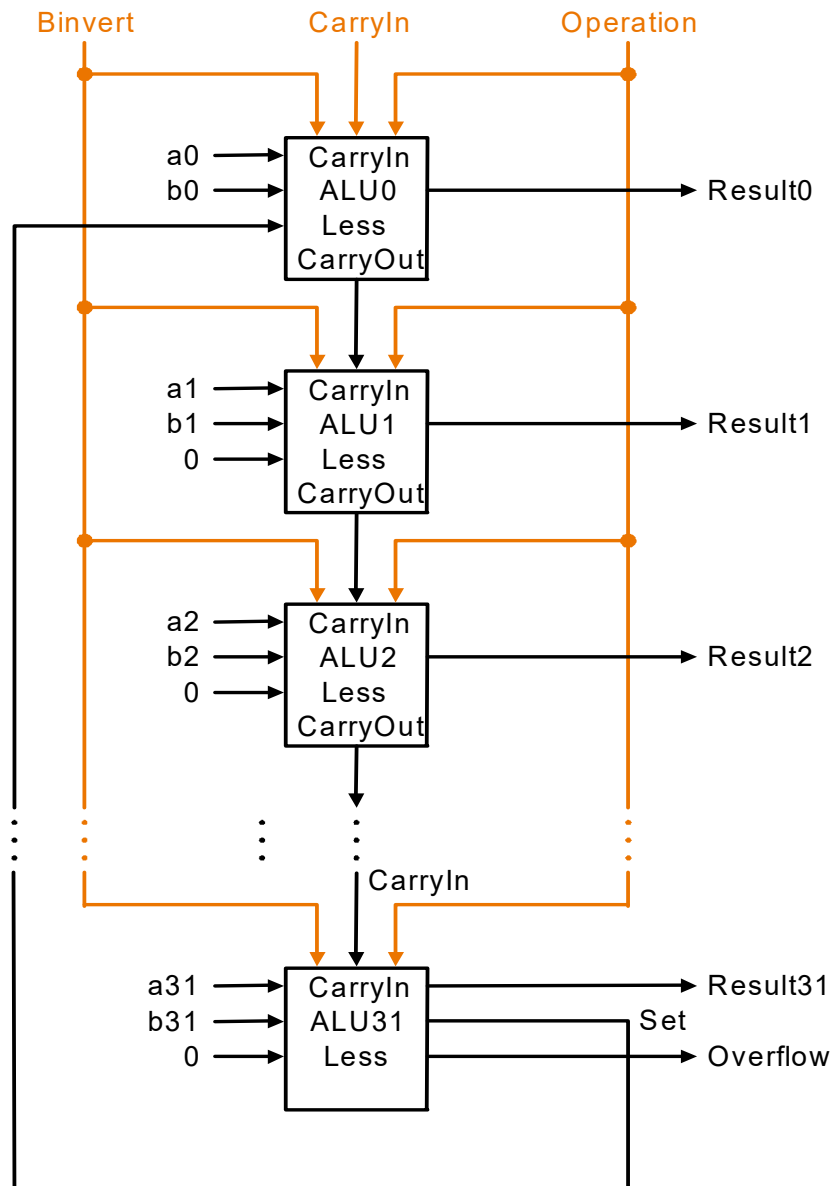 Binvert CarryIn Operation
a0 CarryIn
b0 ALU0 Result0
Less
CarryOut
a1 CarryIn
b1 ALU1 Result1
0 Less
CarryOut
a2 CarryIn
b2 ALU2 Result2
0 Less
CarryOut
CarryIn
a31 CarryIn Result31
b31 ALU31 Set
0 Less Overflow